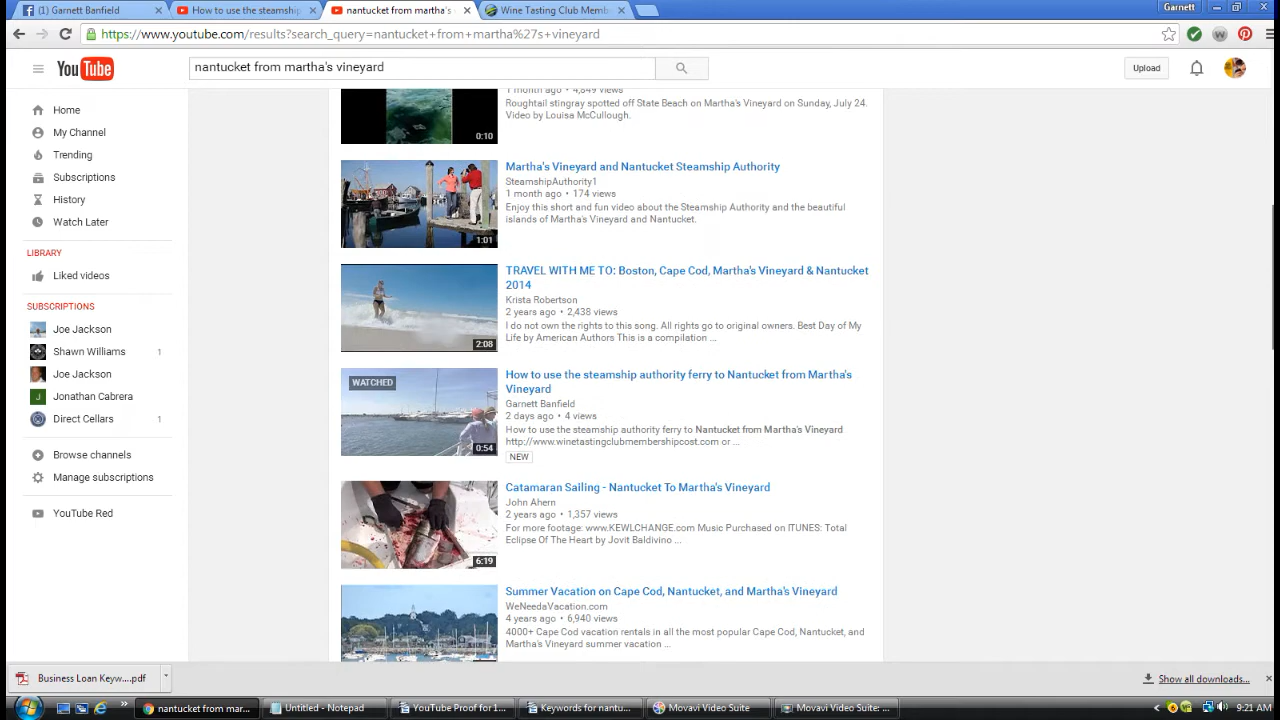 Garnett Banfield
How to use the steamship
nantucket from martha's
Wine Tasting Club Memb
Garnett
https://www.youtube.com/results?search_query=nantucket+from+martha%27s+vineyard
YouTube
nantucket from martha's vineyard
Upload
Home
My Channel
Trending
Subscriptions
History
Watch Later
LIBRARY
Liked videos
SUBSCRIPTIONS
Joe Jackson
Shawn Williams 1
Joe Jackson
Jonathan Cabrera
Direct Cellars 1
Browse channels
Manage subscriptions
YouTube Red
1 month ago • 4,849 views
Roughtail stingray spotted off State Beach on Martha's Vineyard on Sunday, July 24.
Video by Louisa McCullough.
0:10
Martha's Vineyard and Nantucket Steamship Authority
SteamshipAuthority1
1 month ago • 174 views
Enjoy this short and fun video about the Steamship Authority and the beautiful
islands of Martha's Vineyard and Nantucket.
1:01
TRAVEL WITH ME TO: Boston, Cape Cod, Martha's Vineyard & Nantucket
2014
Krista Robertson
2 years ago • 2,438 views
I do not own the rights to this song. All rights go to original owners. Best Day of My
Life by American Authors This is a compilation ...
2:08
WATCHED
How to use the steamship authority ferry to Nantucket from Martha's
Vineyard
Garnett Banfield
2 days ago • 4 views
How to use the steamship authority ferry to Nantucket from Martha's Vineyard
http://www.winetastingclubmembershipcost.com or ...
NEW
0:54
Catamaran Sailing - Nantucket To Martha's Vineyard
John Ahern
2 years ago • 1,357 views
For more footage: www.KEWLCHANGE.com Music Purchased on ITUNES: Total
Eclipse Of The Heart by Jovit Baldivino ...
6:19
Summer Vacation on Cape Cod, Nantucket, and Martha's Vineyard
WeNeedaVacation.com
4 years ago • 6,940 views
4000+ Cape Cod vacation rentals in all the most popular Cape Cod, Nantucket, and
Martha's Vineyard summer vacation ...
Business Loan Keyw....pdf
Show all downloads...
nantucket from mar...
Untitled - Notepad
YouTube Proof for 1...
Keywords for nantu...
Movavi Video Suite
Movavi Video Suite: ...
9:21 AM